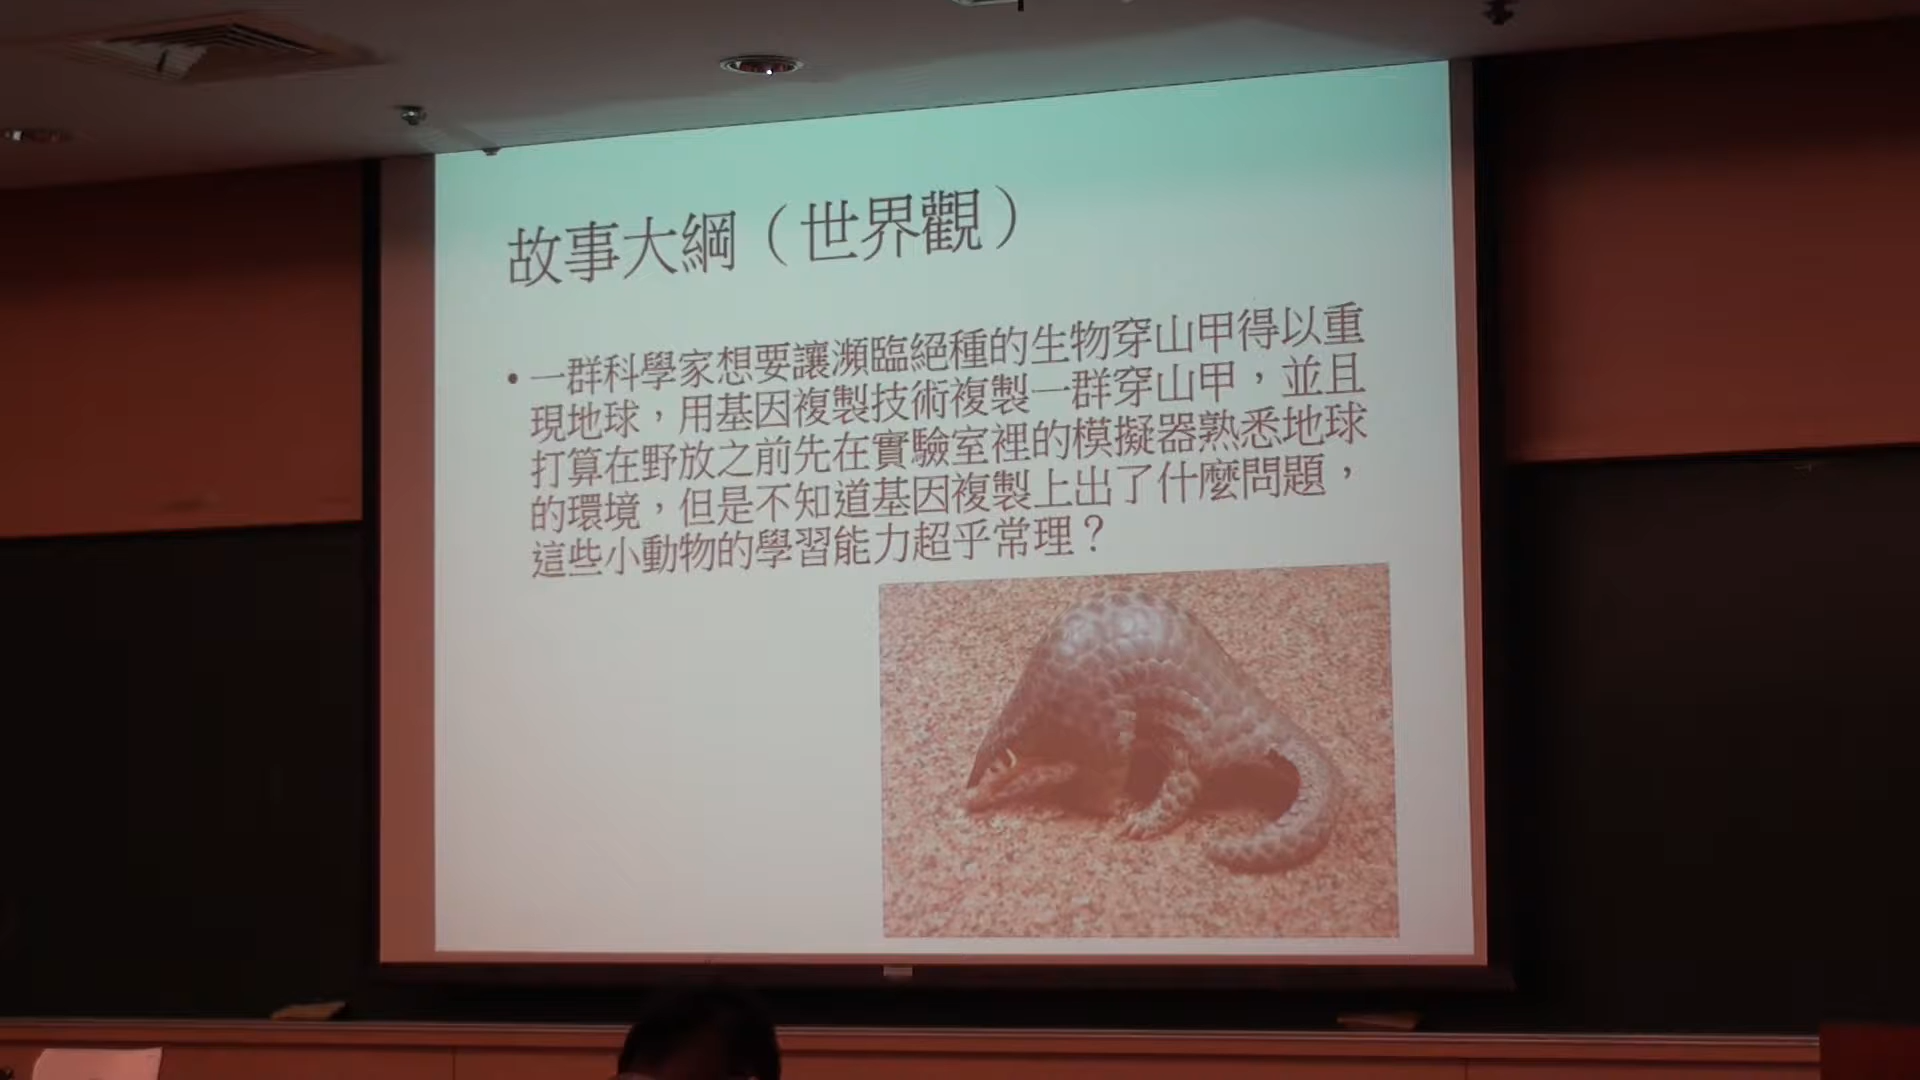 故事大綱（世界觀）
• 一群科學家想要讓瀕臨絕種的生物穿山甲得以重
現地球，用基因複製技術複製一群穿山甲，並且
打算在野放之前先在實驗室裡的模擬器熟悉地球
的環境，但是不知道基因複製上出了什麼問題，
這些小動物的學習能力超乎常理？